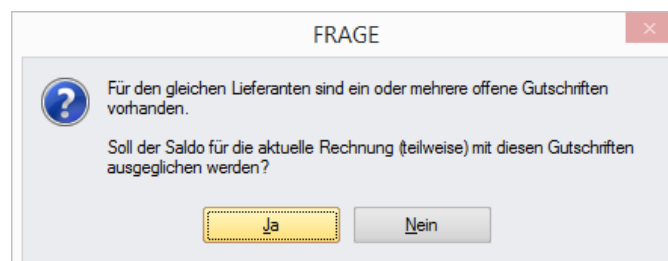 FRAGE
Für den gleichen Lieferanten sind ein oder mehrere offene Gutschriften
vorhanden.
Soll der Saldo für die aktuelle Rechnung (teilweise) mit diesen Gutschriften
ausgeglichen werden?
Ja
Nein